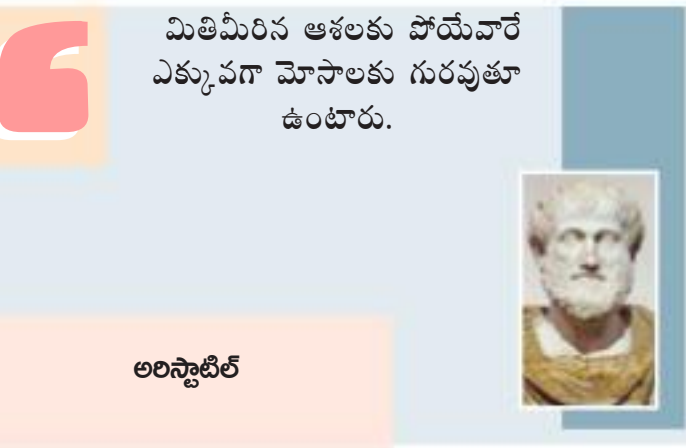 మితిమీరిన ఆశలకు పోయేవారే
ఎక్కువగా మోసాలకు గురవుతూ
ఉంటారు.
అరిస్టాటిల్